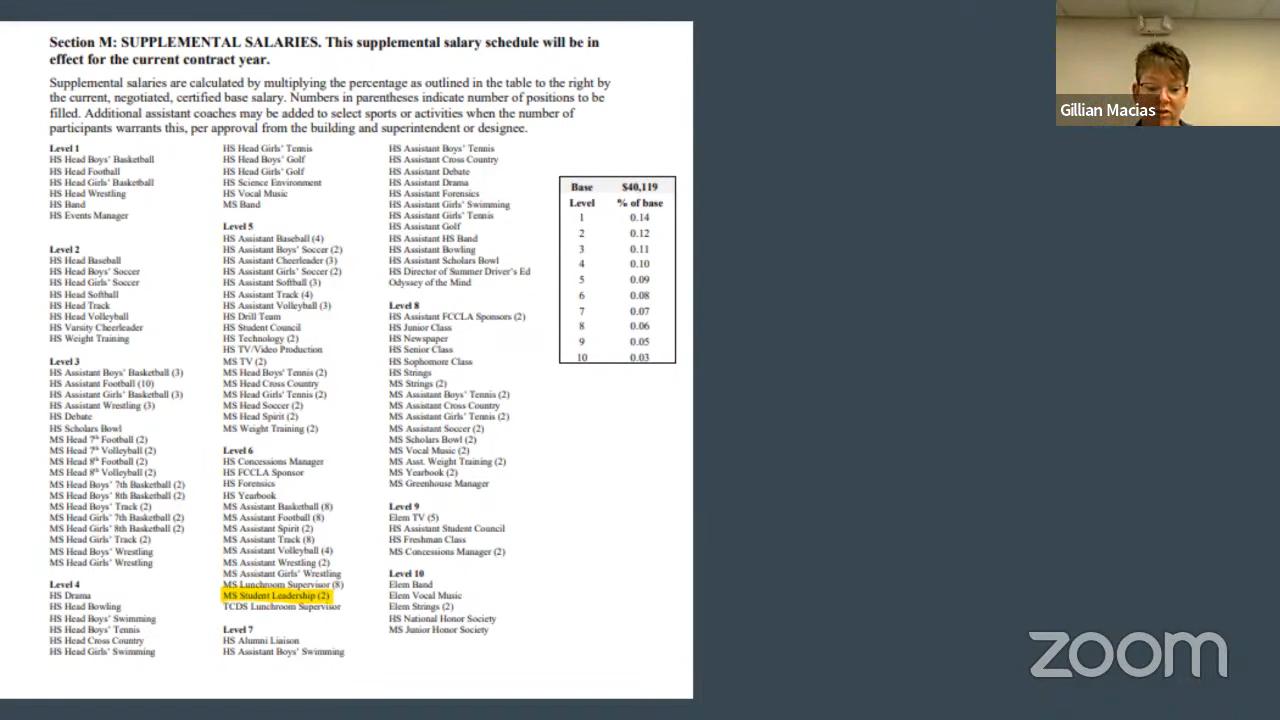 Section M: SUPPLEMENTAL SALARIES. This supplemental salary schedule will be in
effect for the current contract year.
Supplemental salaries are calculated by multiplying the percentage as outlined in the table to the right by
the current, negotiated, certified base salary. Numbers in parentheses indicate number of positions to be
filled. Additional assistant coaches may be added to select sports or activities when the number of
participants warrants this, per approval from the building and superintendent or designee.
Level 1
HS Head Boys' Basketball
HS Head Football
HS Head Girls' Basketball
HS Head Wrestling
HS Band
HS Events Manager
Level 2
HS Head Baseball
HS Head Boys' Soccer
HS Head Girls' Soccer
HS Head Softball
HS Head Track
HS Head Volleyball
HS Varsity Cheerleader
HS Weight Training
Level 3
HS Assistant Boys' Basketball (3)
HS Assistant Football (10)
HS Assistant Girls' Basketball (3)
HS Assistant Wrestling (3)
HS Debate
HS Scholars Bowl
MS Head 7th Football (2)
MS Head 7th Volleyball (2)
MS Head 8th Football (2)
MS Head 8th Volleyball (2)
MS Head Boys' 7th Basketball (2)
MS Head Boys' 8th Basketball (2)
MS Head Boys' Track (2)
MS Head Girls' 7th Basketball (2)
MS Head Girls' 8th Basketball (2)
MS Head Girls' Track (2)
MS Head Boys' Wrestling
MS Head Girls' Wrestling
Level 4
HS Drama
HS Head Bowling
HS Head Boys' Swimming
HS Head Boys' Tennis
HS Head Cross Country
HS Head Girls' Swimming
HS Head Girls' Tennis
HS Head Boys' Golf
HS Head Girls' Golf
HS Science Environment
HS Vocal Music
MS Band
Level 5
HS Assistant Baseball (4)
HS Assistant Boys' Soccer (2)
HS Assistant Cheerleader (3)
HS Assistant Girls' Soccer (2)
HS Assistant Softball (3)
HS Assistant Track (4)
HS Assistant Volleyball (3)
HS Drill Team
HS Student Council
HS Technology (2)
HS TV/Video Production
MS TV (2)
MS Head Boys' Tennis (2)
MS Head Cross Country
MS Head Girls' Tennis (2)
MS Head Soccer (2)
MS Head Spirit (2)
MS Weight Training (2)
Level 6
HS Concessions Manager
HS FCCLA Sponsor
HS Forensics
HS Yearbook
MS Assistant Basketball (8)
MS Assistant Football (8)
MS Assistant Spirit (2)
MS Assistant Track (8)
MS Assistant Volleyball (4)
MS Assistant Wrestling (2)
MS Assistant Girls' Wrestling
MS Lunchroom Supervisor (8)
MS Student Leadership (2)
TCDS Lunchroom Supervisor
Level 7
HS Alumni Liaison
HS Assistant Boys' Swimming
HS Assistant Boys' Tennis
HS Assistant Cross Country
HS Assistant Debate
HS Assistant Drama
HS Assistant Forensics
HS Assistant Girls' Swimming
HS Assistant Girls' Tennis
HS Assistant Golf
HS Assistant HS Band
HS Assistant Bowling
HS Assistant Scholars Bowl
HS Director of Summer Driver's Ed
Odyssey of the Mind
Level 8
HS Assistant FCCLA Sponsors (2)
HS Junior Class
HS Newspaper
HS Senior Class
HS Sophomore Class
HS Strings
MS Strings (2)
MS Assistant Boys' Tennis (2)
MS Assistant Cross Country
MS Assistant Girls' Tennis (2)
MS Assistant Soccer (2)
MS Scholars Bowl (2)
MS Vocal Music (2)
MS Asst. Weight Training (2)
MS Yearbook (2)
MS Greenhouse Manager
Level 9
Elem TV (5)
HS Assistant Student Council
HS Freshman Class
MS Concessions Manager (2)
Level 10
Elem Band
Elem Vocal Music
Elem Strings (2)
HS National Honor Society
MS Junior Honor Society
Base $40,119
Level % of base
1 0.14
2 0.12
3 0.11
4 0.10
5 0.09
6 0.08
7 0.07
8 0.06
9 0.05
10 0.03
Gillian Macias
zoom